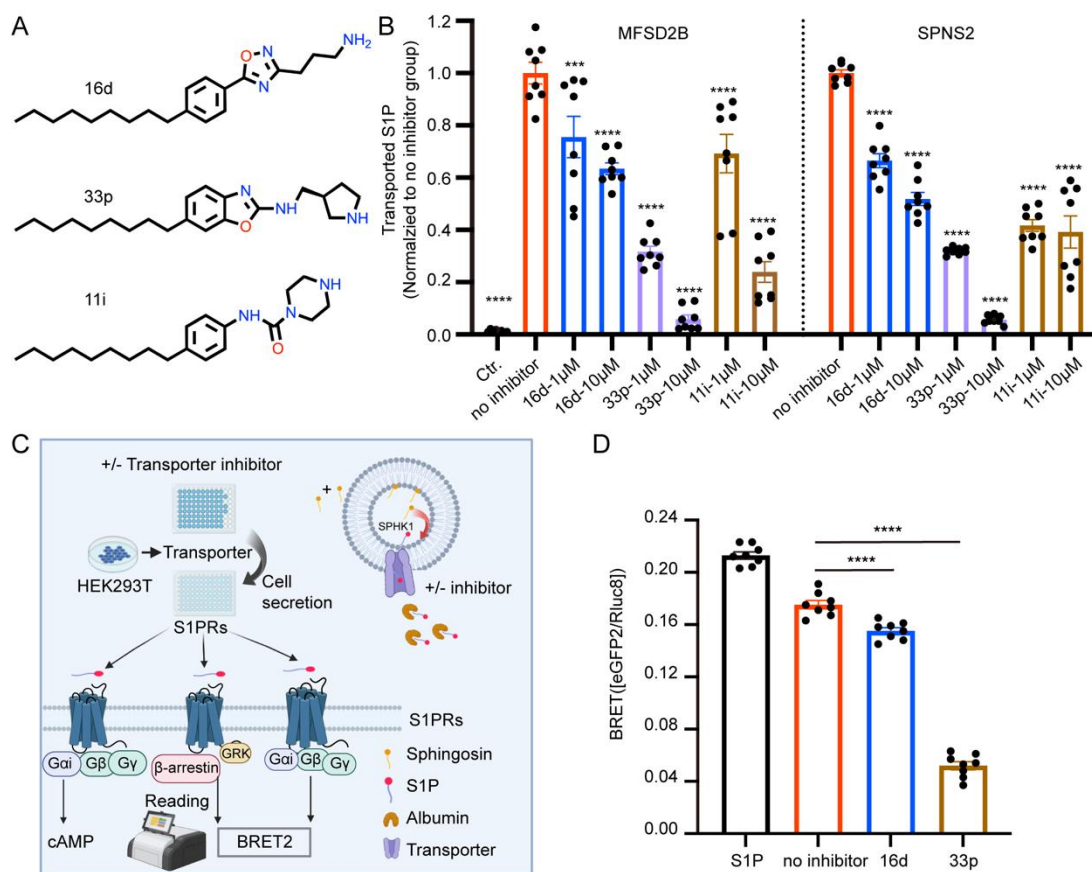 A
16d
O
N
N
NH₂
33p
N
O
NH
NH
11i
NH
N
O
NH
B
MFSD2B
SPNS2
Transported S1P
(Normalzied to no inhibitor group)
1.2
1.0
0.8
0.6
0.4
0.2
0.0
****
***
****
****
****
****
****
****
****
****
****
****
****
Ctr.
no inhibitor
16d-1μM
16d-10μM
33p-1μM
33p-10μM
11i-1μM
11i-10μM
no inhibitor
16d-1μM
16d-10μM
33p-1μM
33p-10μM
11i-1μM
11i-10μM
C
+/- Transporter inhibitor
HEK293T
Transporter
Cell
secretion
S1PRs
+
SPHK1
+/- inhibitor
S1PRs
Gαi
Gβ
Gγ
β-arrestin
GRK
Gαi
Gβ
Gγ
cAMP
Reading
BRET2
Sphingosin
S1P
Albumin
Transporter
D
BRET([eGFP2/Rluc8])
0.24
0.20
0.16
0.12
0.08
0.04
0.00
****
****
S1P
no inhibitor
16d
33p